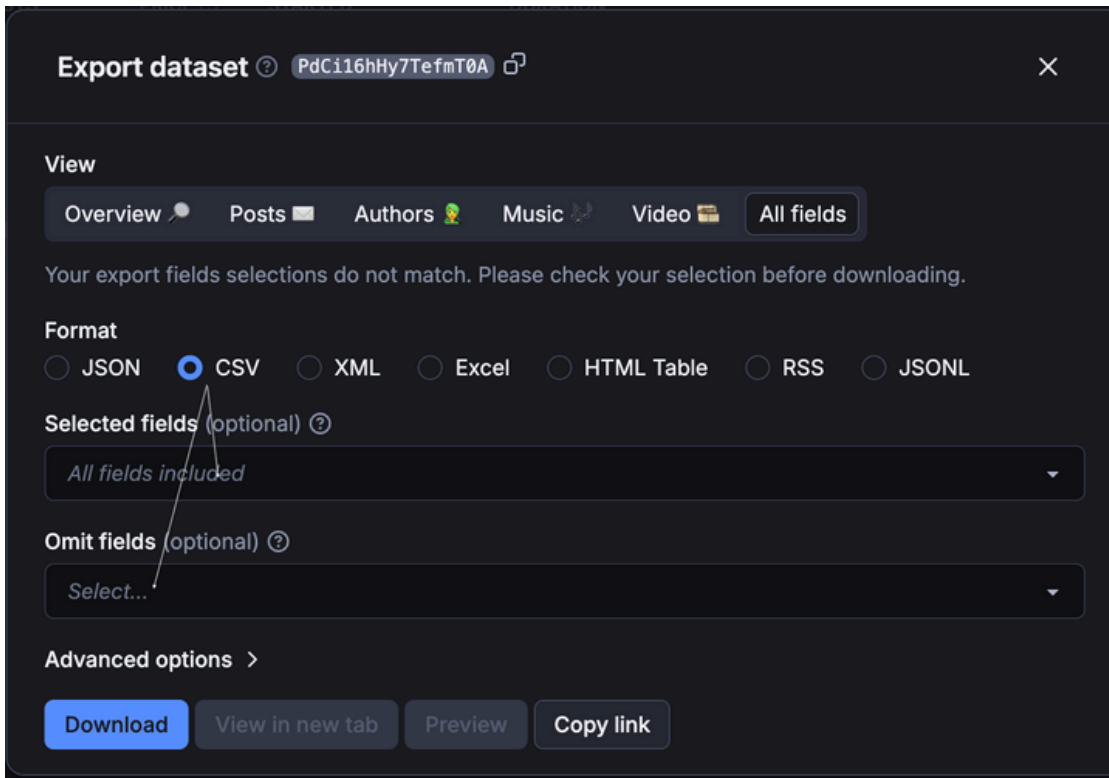 Export dataset PdCi16hHy7TefmT0A
View
Overview Posts Authors Music Video All fields
Your export fields selections do not match. Please check your selection before downloading.
Format
JSON CSV XML Excel HTML Table RSS JSONL
Selected fields (optional)
All fields included
Omit fields (optional)
Select...
Advanced options
Download View in new tab Preview Copy link